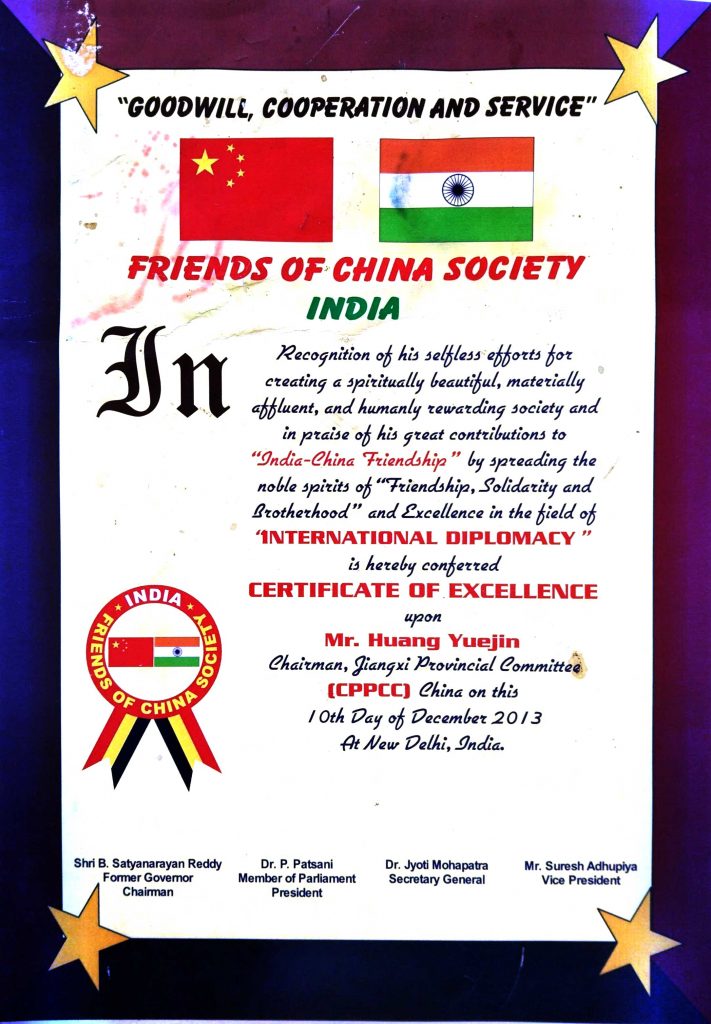 "GOODWILL, COOPERATION AND SERVICE"
FRIENDS OF CHINA SOCIETY
INDIA
In
Recognition of his selfless efforts for
creating a spiritually beautiful, materially
affluent, and humanly rewarding society and
in praise of his great contributions to
"India-China Friendship" by spreading the
noble spirits of "Friendship, Solidarity and
Brotherhood" and Excellence in the field of
"INTERNATIONAL DIPLOMACY"
is hereby conferred
CERTIFICATE OF EXCELLENCE
upon
Mr. Huang Yuejin
Chairman, Jiangxi Provincial Committee
(CPPCC) China on this
10th Day of December 2013
At New Delhi, India.
INDIA
FRIENDS OF CHINA SOCIETY
Shri B. Satyanarayan Reddy
Former Governor
Chairman
Dr. P. Patsani
Member of Parliament
President
Dr. Jyoti Mohapatra
Secretary General
Mr. Suresh Adhupiya
Vice President